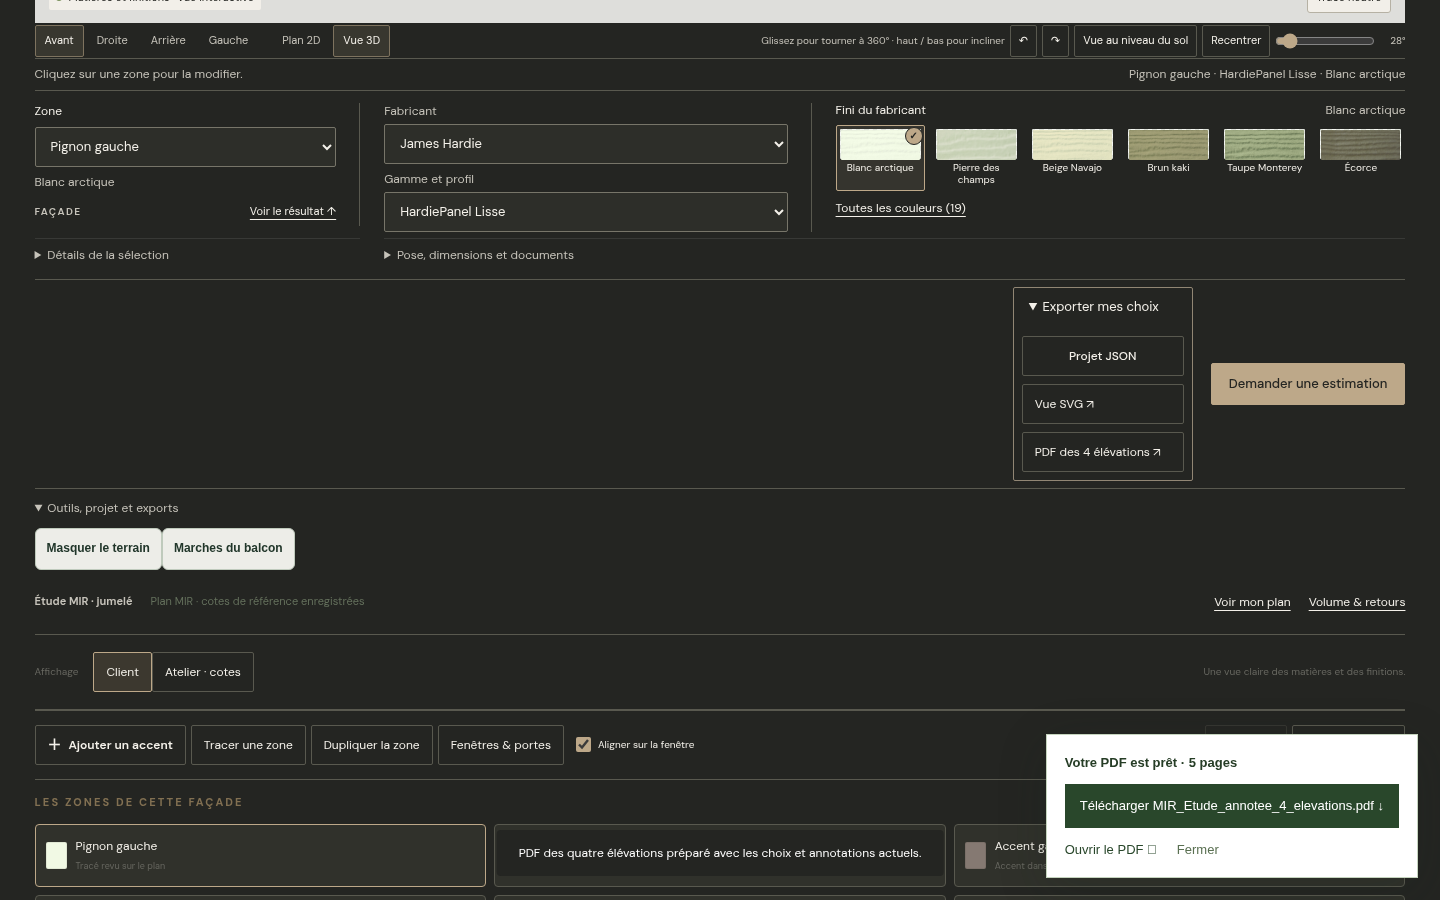 Avant
Droite
Arrière
Gauche
Plan 2D
Vue 3D
Glissez pour tourner à 360° · haut / bas pour incliner
↶
↷
Vue au niveau du sol
Recentrer
28°
Cliquez sur une zone pour la modifier.
Pignon gauche · HardiePanel Lisse · Blanc arctique
Zone
Pignon gauche
Blanc arctique
FAÇADE
Voir le résultat ↑
Fabricant
James Hardie
Gamme et profil
HardiePanel Lisse
Fini du fabricant
Blanc arctique
Blanc arctique
Pierre des
champs
Beige Navajo
Brun kaki
Taupe Monterey
Écorce
Toutes les couleurs (19)
Détails de la sélection
Pose, dimensions et documents
Exporter mes choix
Projet JSON
Vue SVG ↗
PDF des 4 élévations ↗
Demander une estimation
Outils, projet et exports
Masquer le terrain
Marches du balcon
Étude MIR · jumelé
Plan MIR · cotes de référence enregistrées
Voir mon plan
Volume & retours
Affichage
Client
Atelier · cotes
Une vue claire des matières et des finitions.
+ Ajouter un accent
Tracer une zone
Dupliquer la zone
Fenêtres & portes
Aligner sur la fenêtre
LES ZONES DE CETTE FAÇADE
Pignon gauche
Tracé revu sur le plan
PDF des quatre élévations préparé avec les choix et annotations actuels.
Accent
Accent
Votre PDF est prêt · 5 pages
Télécharger MIR_Etude_annotee_4_elevations.pdf ↓
Ouvrir le PDF
Fermer